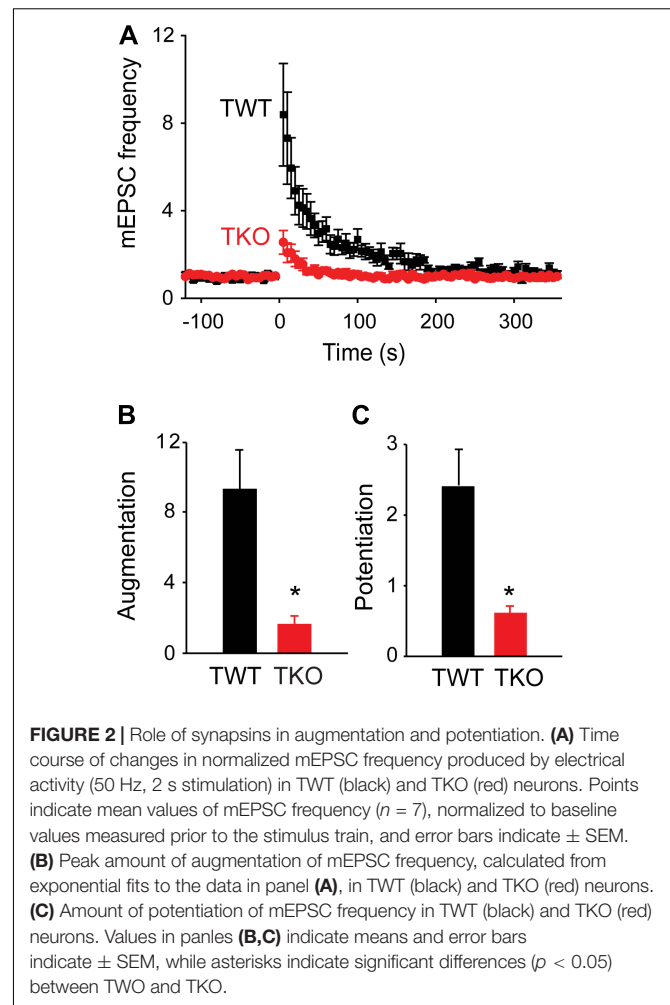 A
12
8
4
0
mEPSC frequency
TWT
TKO
-100 0 100 200 300
Time (s)
B
12
8
4
0
Augmentation
*
TWT TKO
C
3
2
1
0
Potentiation
*
TWT TKO
FIGURE 2 | Role of synapsins in augmentation and potentiation. (A) Time
course of changes in normalized mEPSC frequency produced by electrical
activity (50 Hz, 2 s stimulation) in TWT (black) and TKO (red) neurons. Points
indicate mean values of mEPSC frequency (n = 7), normalized to baseline
values measured prior to the stimulus train, and error bars indicate ± SEM.
(B) Peak amount of augmentation of mEPSC frequency, calculated from
exponential fits to the data in panel (A), in TWT (black) and TKO (red) neurons.
(C) Amount of potentiation of mEPSC frequency in TWT (black) and TKO (red)
neurons. Values in panles (B,C) indicate means and error bars
indicate ± SEM, while asterisks indicate significant differences (p < 0.05)
between TWO and TKO.